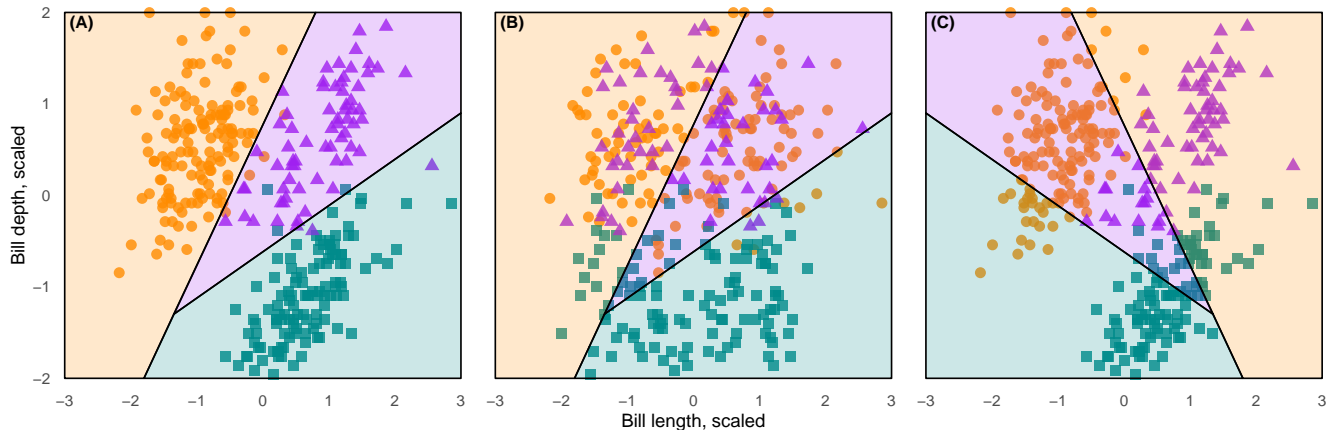 (A) (B) (C)
2
1
0
−1
−2
Bill depth, scaled
−3 −2 −1 0 1 2 3 −3 −2 −1 0 1 2 3 −3 −2 −1 0 1 2 3
Bill length, scaled